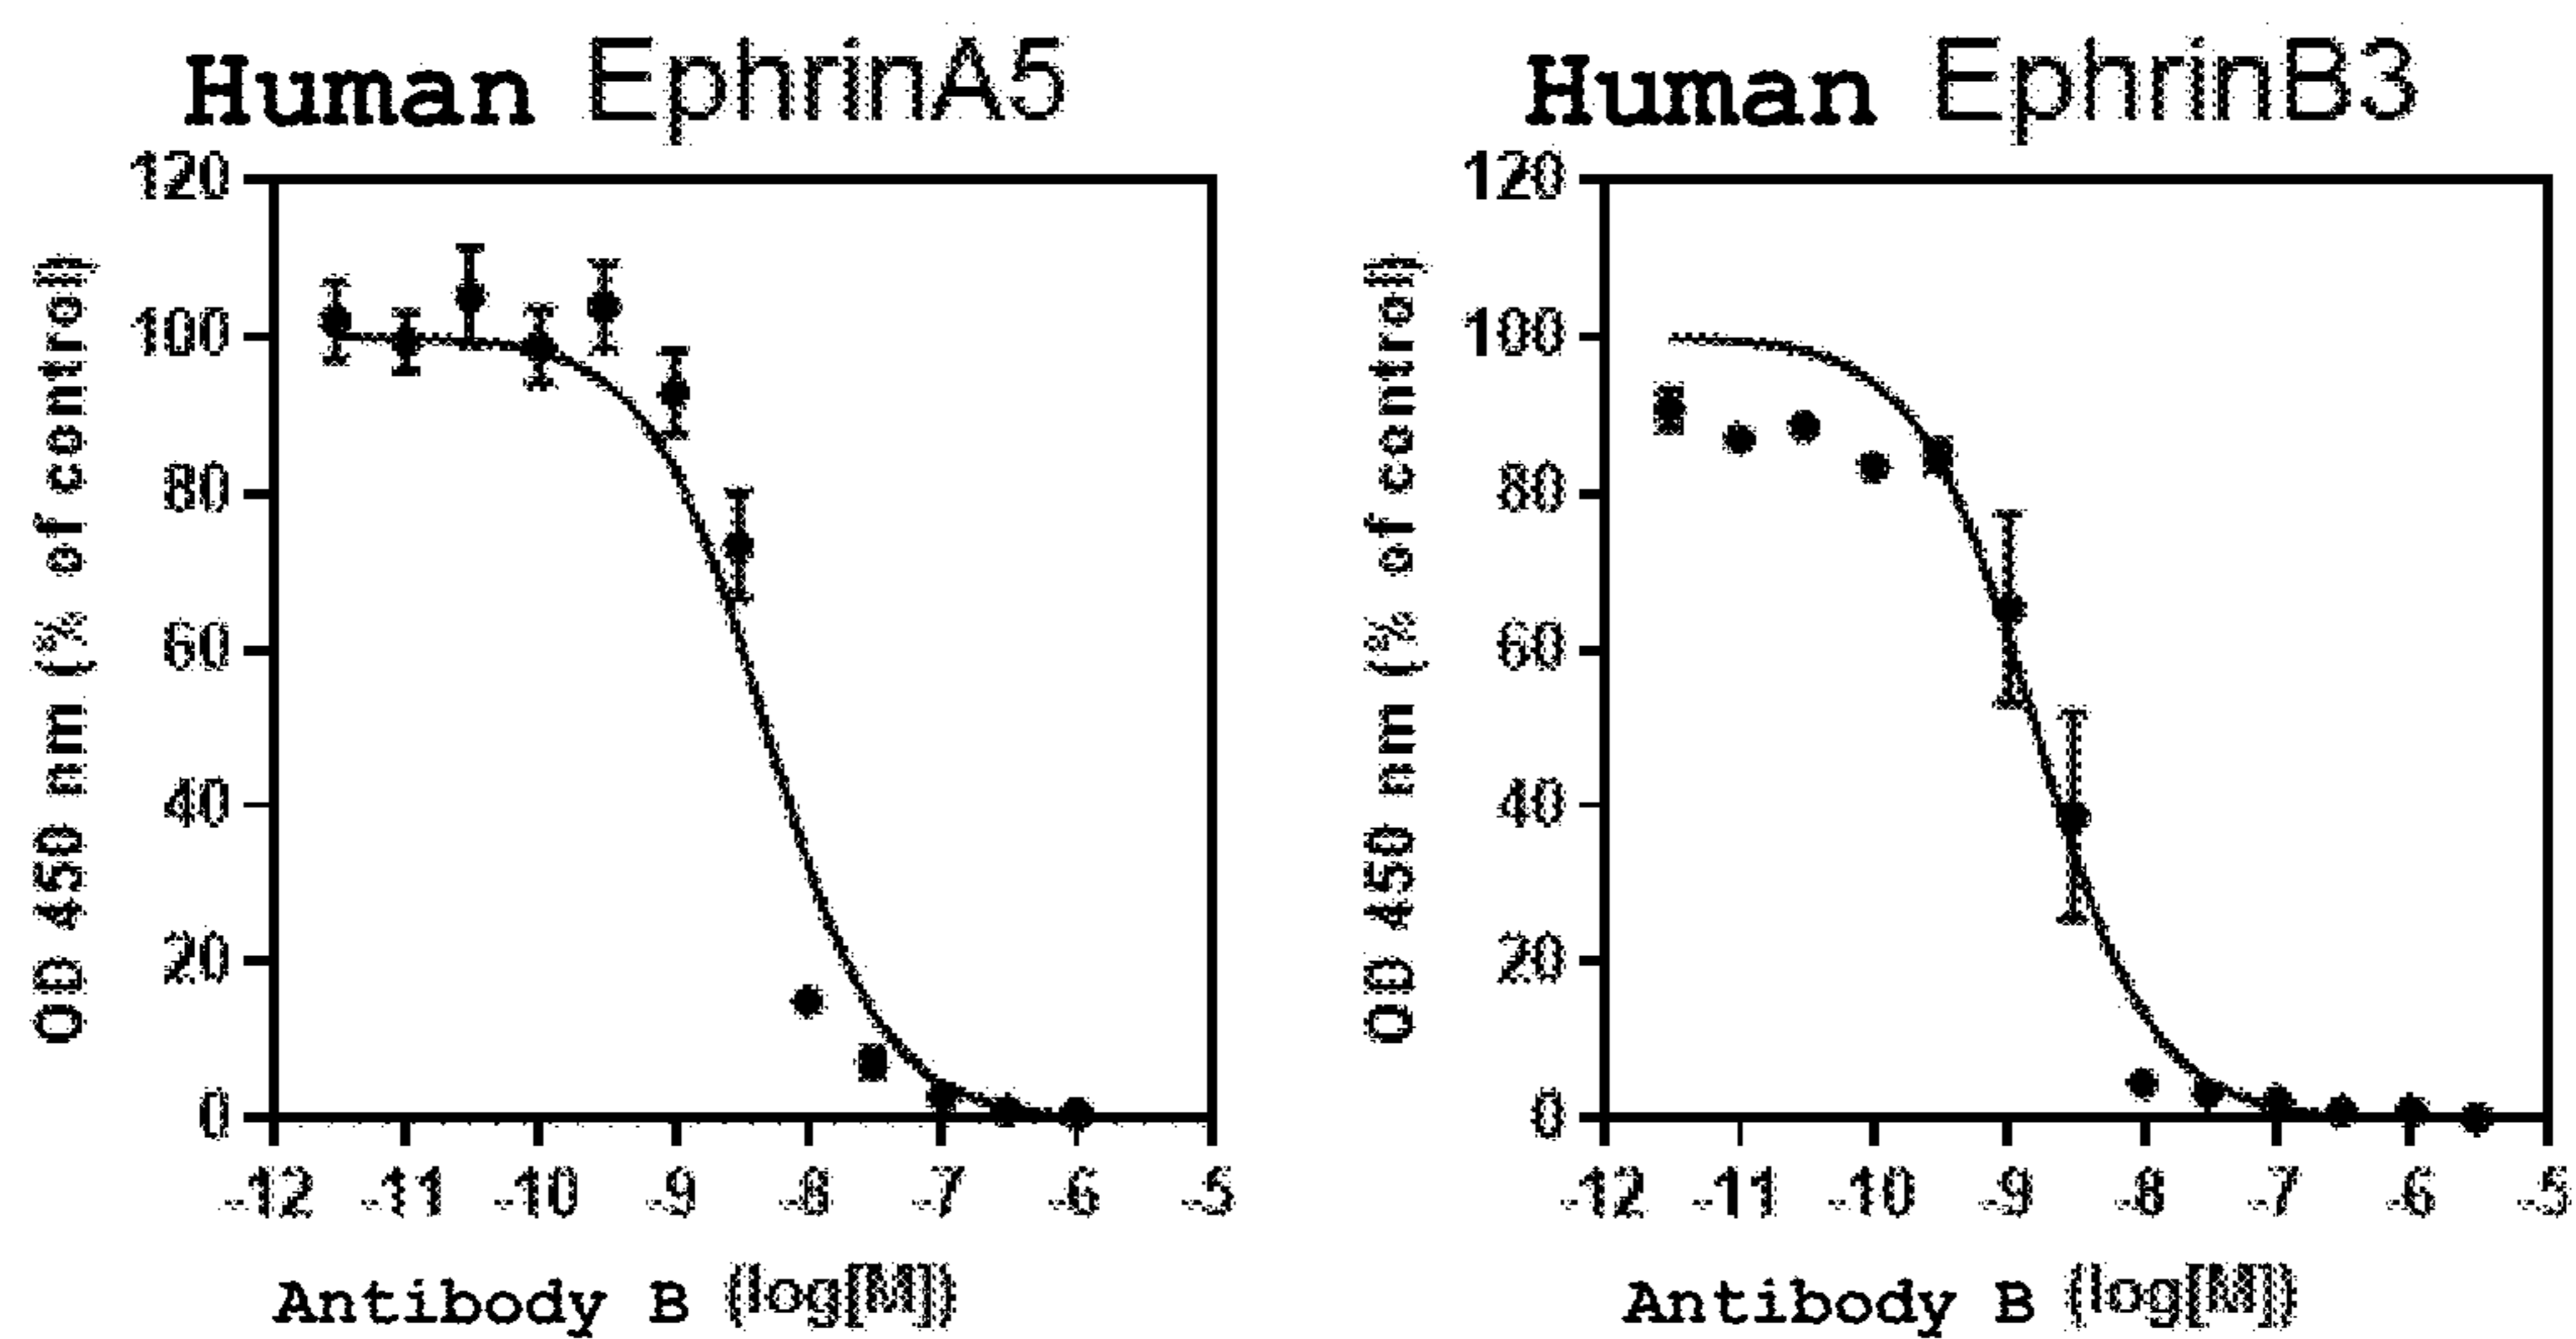 Human EphrinA5
120
100
80
60
40
20
0
OD 450 nm (% of control)
-12 -11 -10 -9 -8 -7 -6 -5
Antibody B (log[M])
Human EphrinB3
120
100
80
60
40
20
0
OD 450 nm (% of control)
-12 -11 -10 -9 -8 -7 -6 -5
Antibody B (log[M])